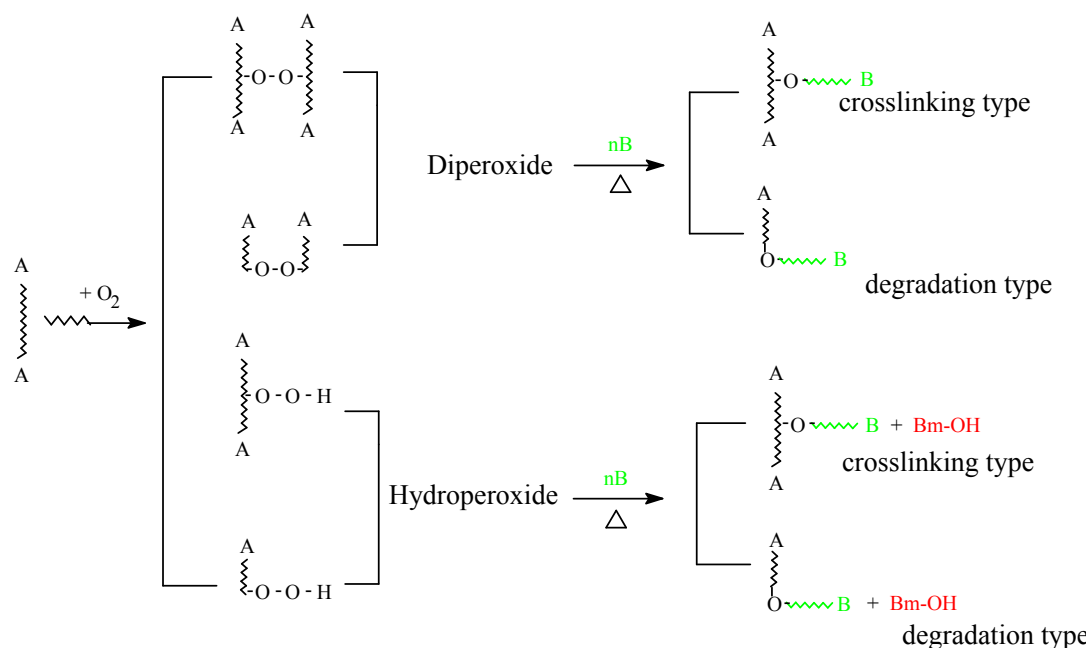 A
A
+ O2
A
A
O
O
A
A
A
A
O
O
Diperoxide
nB
△
A
O
B
A
crosslinking type
A
O
B
degradation type
A
O
O
H
A
A
O
O
H
Hydroperoxide
nB
△
A
O
B + Bm-OH
A
crosslinking type
A
O
B + Bm-OH
degradation type